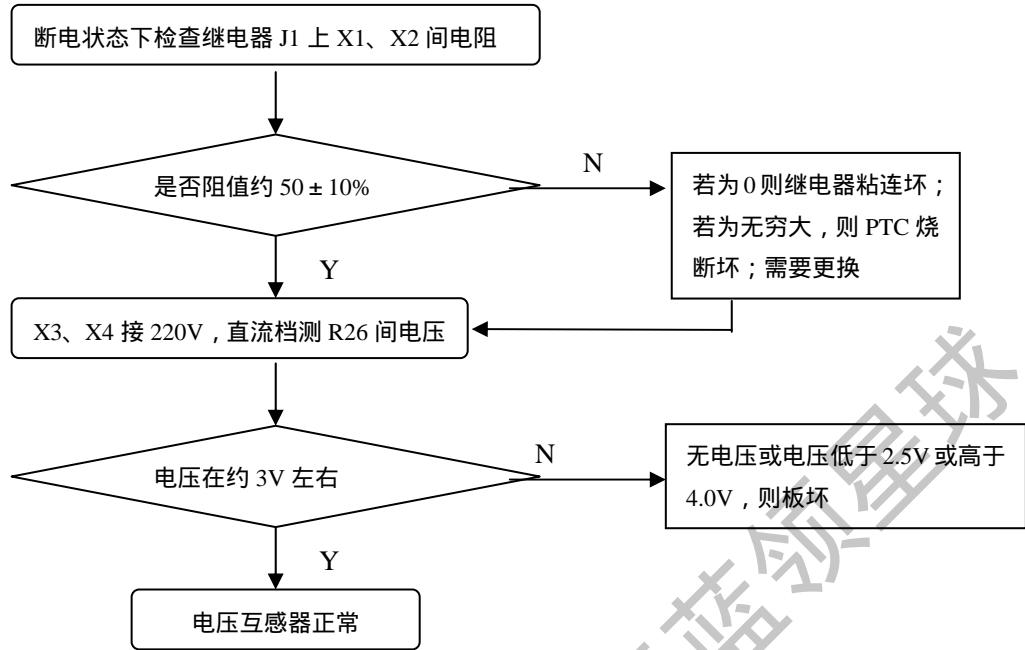 断电状态下检查继电器 J1 上 X1、X2 间电阻
是否阻值约 50 ± 10%
N
若为 0 则继电器粘连坏；
若为无穷大，则 PTC 烧
断坏；需要更换
Y
X3、X4 接 220V，直流档测 R26 间电压
电压在约 3V 左右
N
无电压或电压低于 2.5V 或高于
4.0V，则板坏
Y
电压互感器正常
蓝领星球